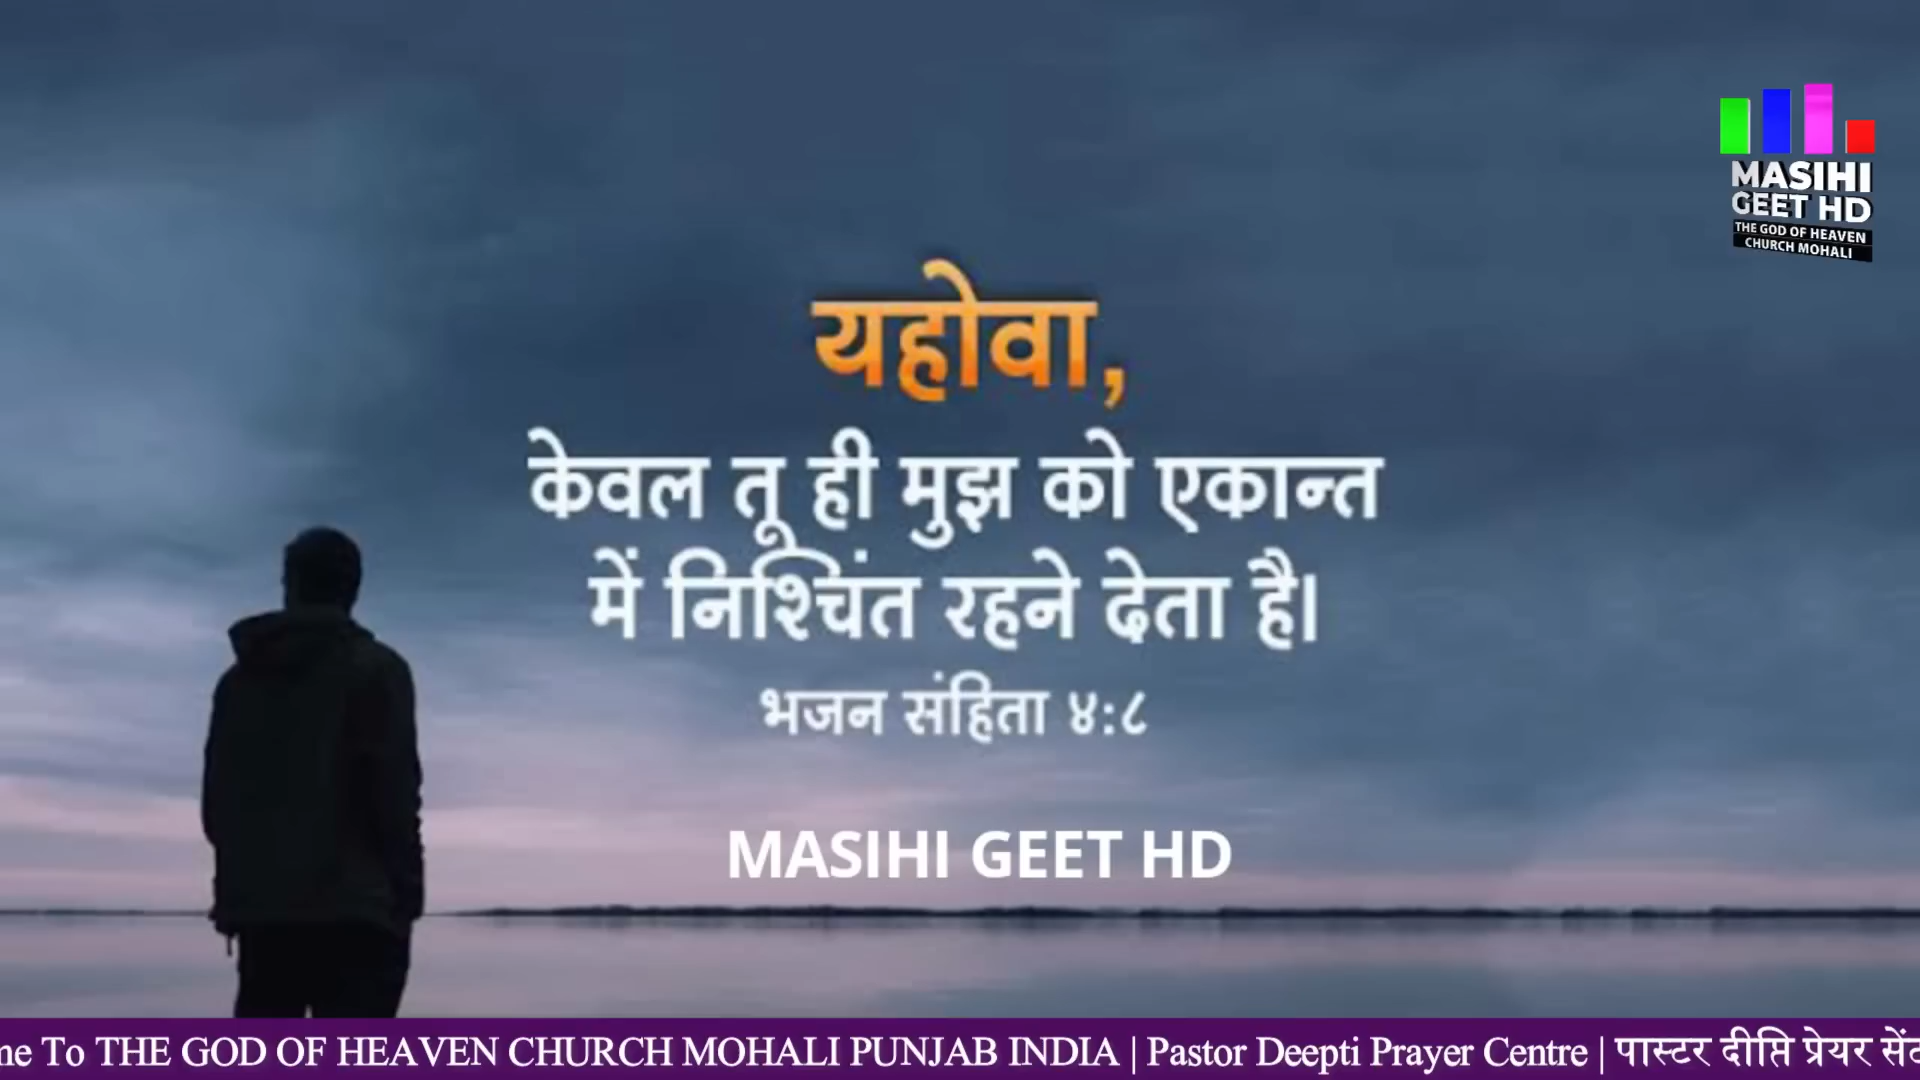 MASIHI
GEET HD
THE GOD OF HEAVEN
CHURCH MOHALI
यहोवा,
केवल तू ही मुझ को एकान्त
में निश्चिंत रहने देता है।
भजन संहिता ४:८
MASIHI GEET HD
To THE GOD OF HEAVEN CHURCH MOHALI PUNJAB INDIA | Pastor Deepti Prayer Centre | पास्टर दीप्ति प्रेयर